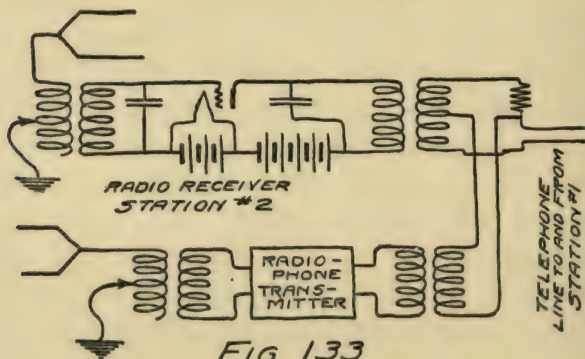 RADIO RECEIVER
STATION #2
TELEPHONE
LINE TO AND FROM
STATION #1
RADIO-
PHONE
TRANS-
MITTER
FIG 133